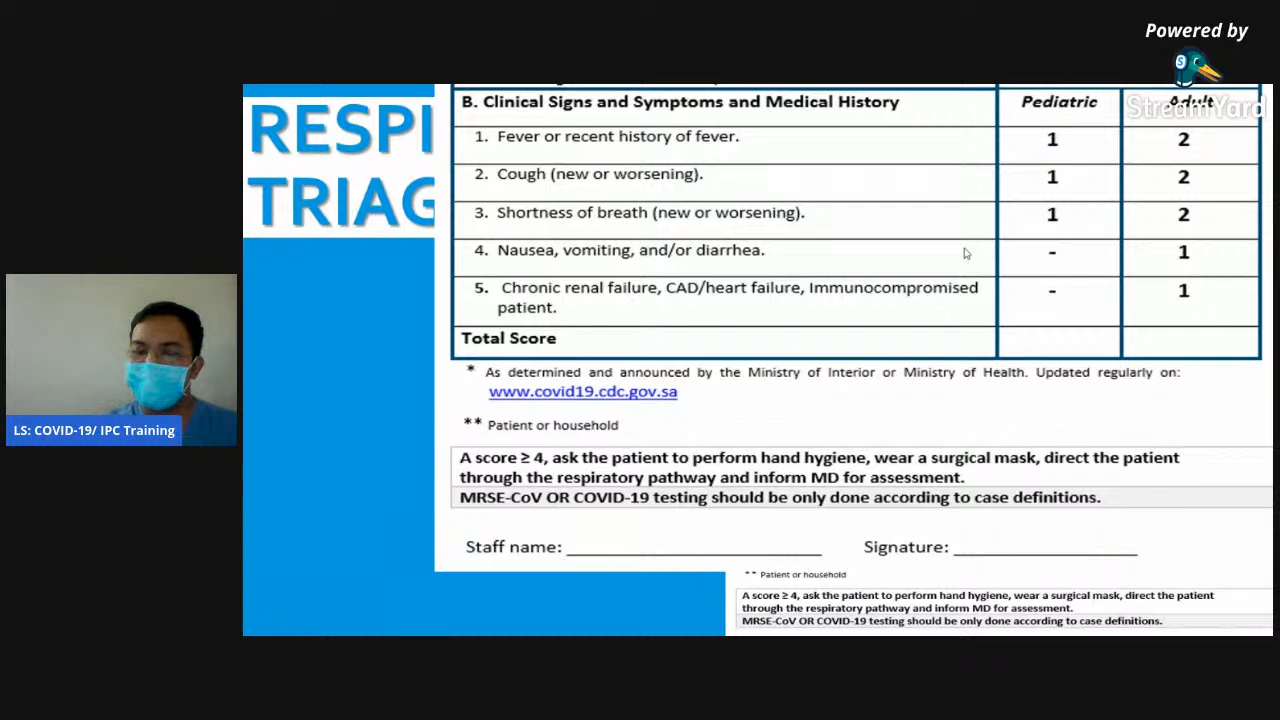 Powered by
StreamYard
RESPI
TRIAG
B. Clinical Signs and Symptoms and Medical History Pediatric Adult
1. Fever or recent history of fever. 1 2
2. Cough (new or worsening). 1 2
3. Shortness of breath (new or worsening). 1 2
4. Nausea, vomiting, and/or diarrhea. - 1
5. Chronic renal failure, CAD/heart failure, Immunocompromised - 1
patient.
Total Score
* As determined and announced by the Ministry of Interior or Ministry of Health. Updated regularly on:
www.covid19.cdc.gov.sa
** Patient or household
A score ≥ 4, ask the patient to perform hand hygiene, wear a surgical mask, direct the patient
through the respiratory pathway and inform MD for assessment.
MRSE-CoV OR COVID-19 testing should be only done according to case definitions.
Staff name: ____________ Signature: ____________
** Patient or household
A score ≥ 4, ask the patient to perform hand hygiene, wear a surgical mask, direct the patient
through the respiratory pathway and inform MD for assessment.
MRSE-CoV OR COVID-19 testing should be only done according to case definitions.
LS: COVID-19/ IPC Training